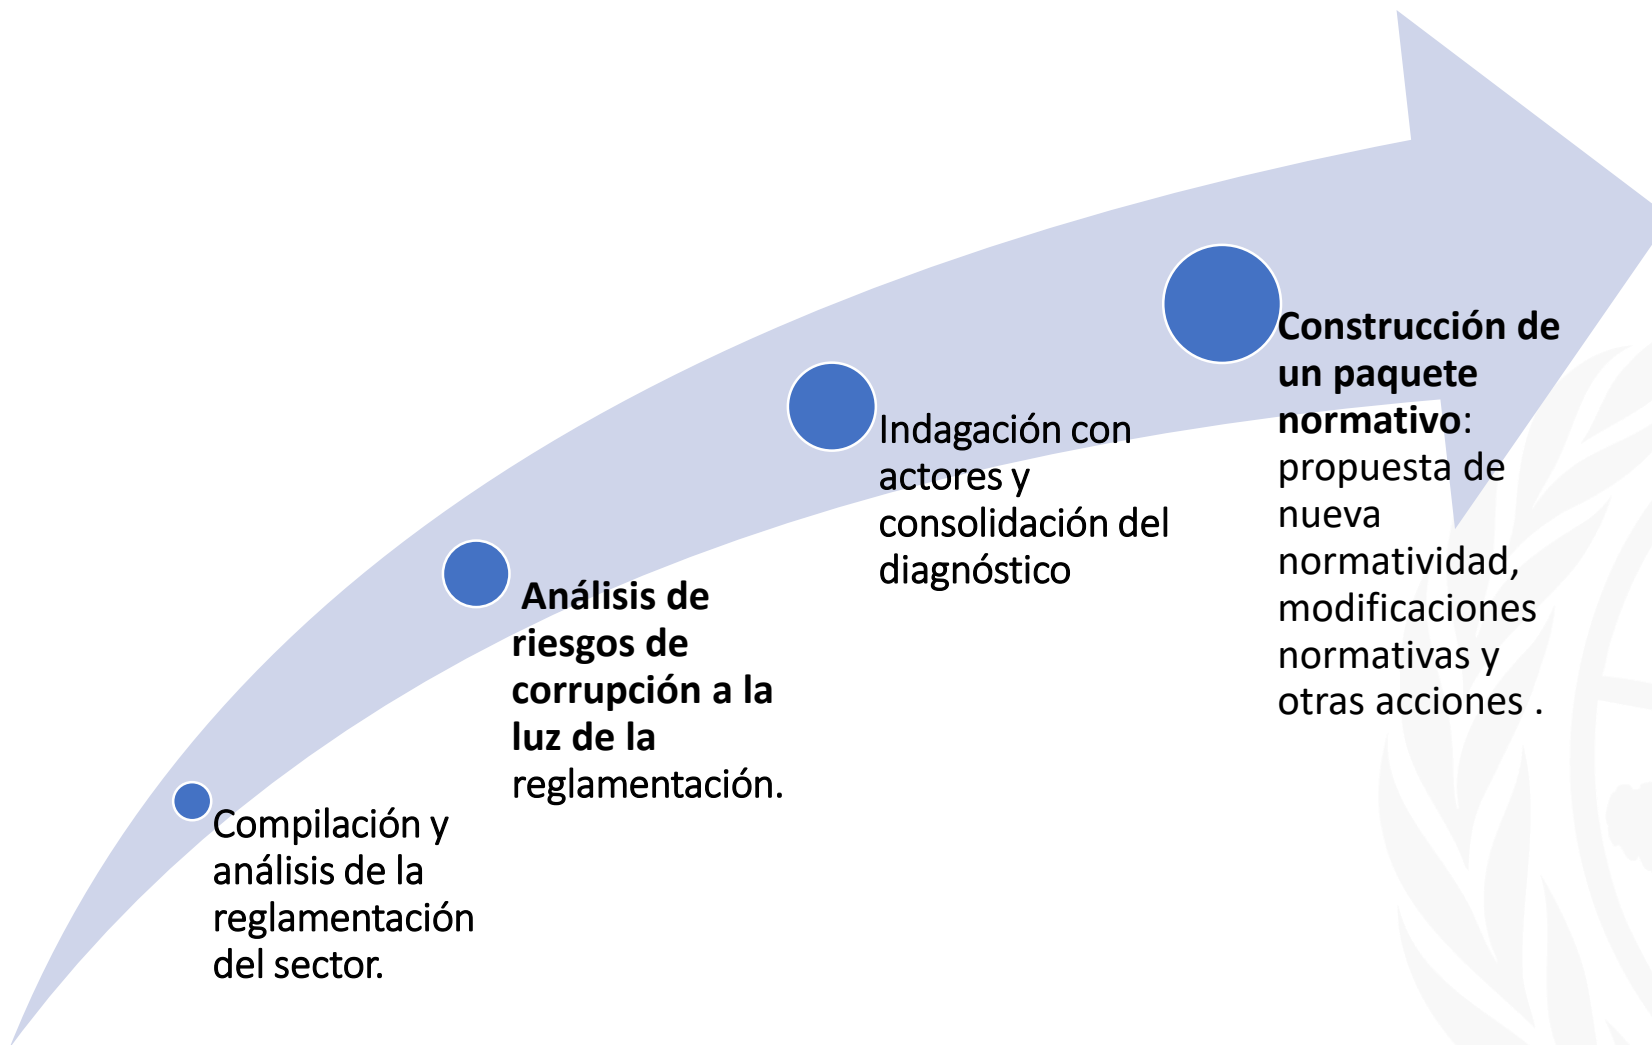 Compilación y
análisis de la
reglamentación
del sector.
Análisis de
riesgos de
corrupción a la
luz de la
reglamentación.
Indagación con
actores y
consolidación del
diagnóstico
Construcción de
un paquete
normativo:
propuesta de
nueva
normatividad,
modificaciones
normativas y
otras acciones .